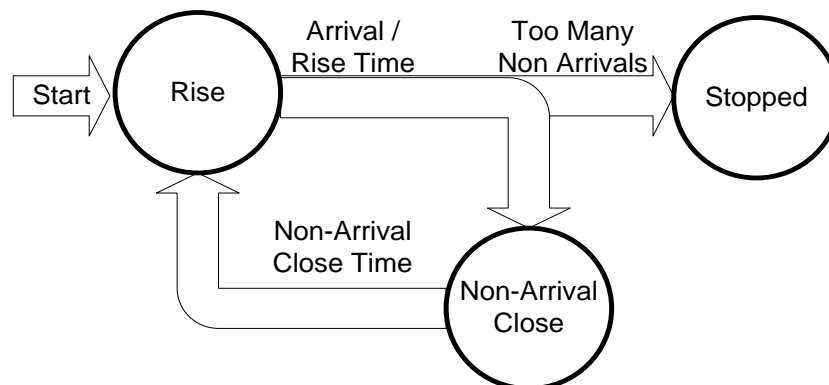 Arrival /
Rise Time
Too Many
Non Arrivals
Start
Rise
Stopped
Non-Arrival
Close Time
Non-Arrival
Close